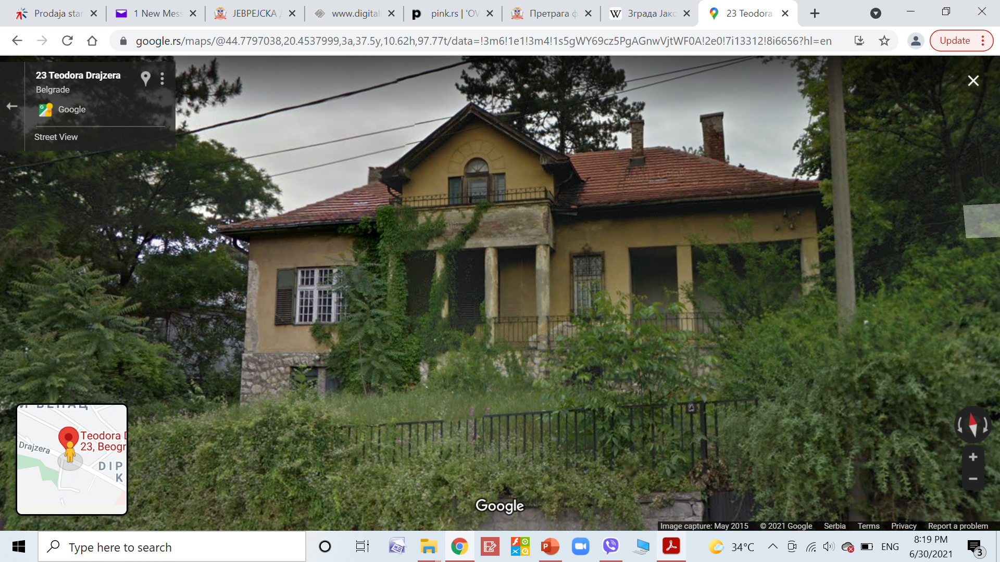 Prodaja star
1 New Mess
ЈЕВРЕЈСКА Д
www.digital
pink.rs | 'OV
Претрага ф
Зграда Јако
23 Teodora
google.rs/maps/@44.7797038,20.4537999,3a,37.5y,10.62h,97.77t/data=!3m6!1e1!3m4!1s5gWY69cz5PgAGnwVjtWF0A!2e0!7i13312!8i6656?hl=en
Update
23 Teodora Drajzera
Belgrade
Google
Street View
И ВЕНАЦ
Teodora D
23, Beogr
Drajzera
DIP
K
Google
Image capture: May 2015 © 2021 Google Serbia Terms Privacy Report a problem
Type here to search
34°C
ENG
8:19 PM
6/30/2021
3